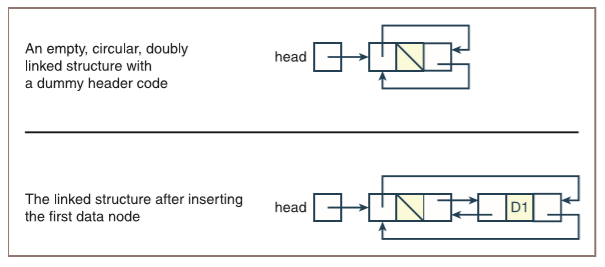 An empty, circular, doubly
linked structure with
a dummy header code
head
The linked structure after inserting
the first data node
head
D1